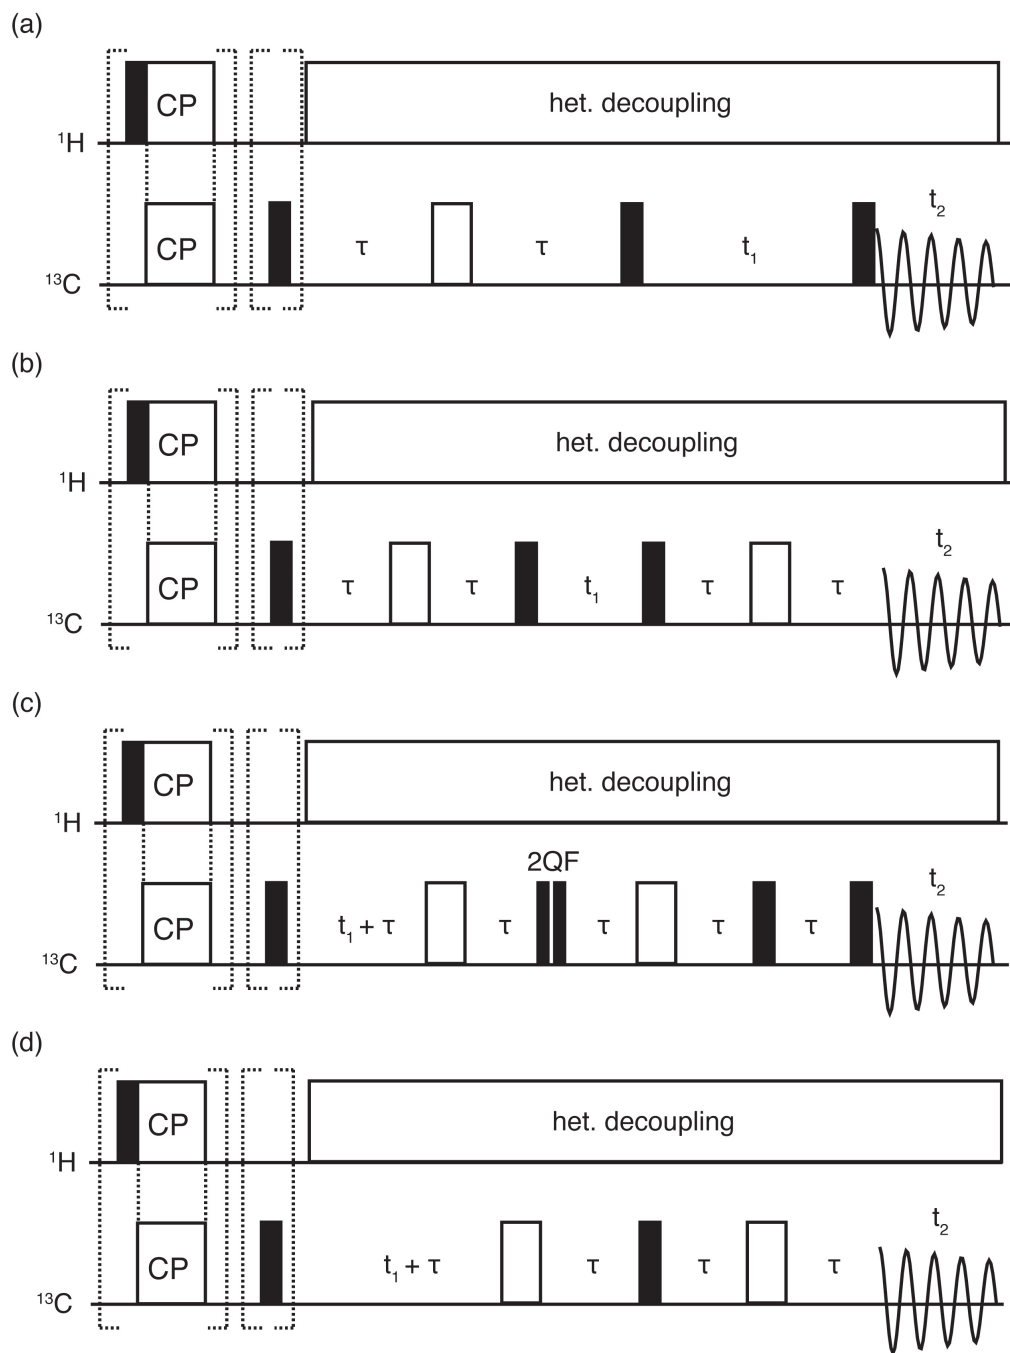 (a)
CP
het. decoupling
¹H
t₂
CP
τ
τ
t₁
¹³C
(b)
CP
het. decoupling
¹H
t₂
CP
τ
τ
t₁
τ
τ
¹³C
(c)
CP
het. decoupling
¹H
2QF
t₂
CP
t₁ + τ
τ
τ
τ
τ
¹³C
(d)
CP
het. decoupling
¹H
t₂
CP
t₁ + τ
τ
τ
τ
¹³C